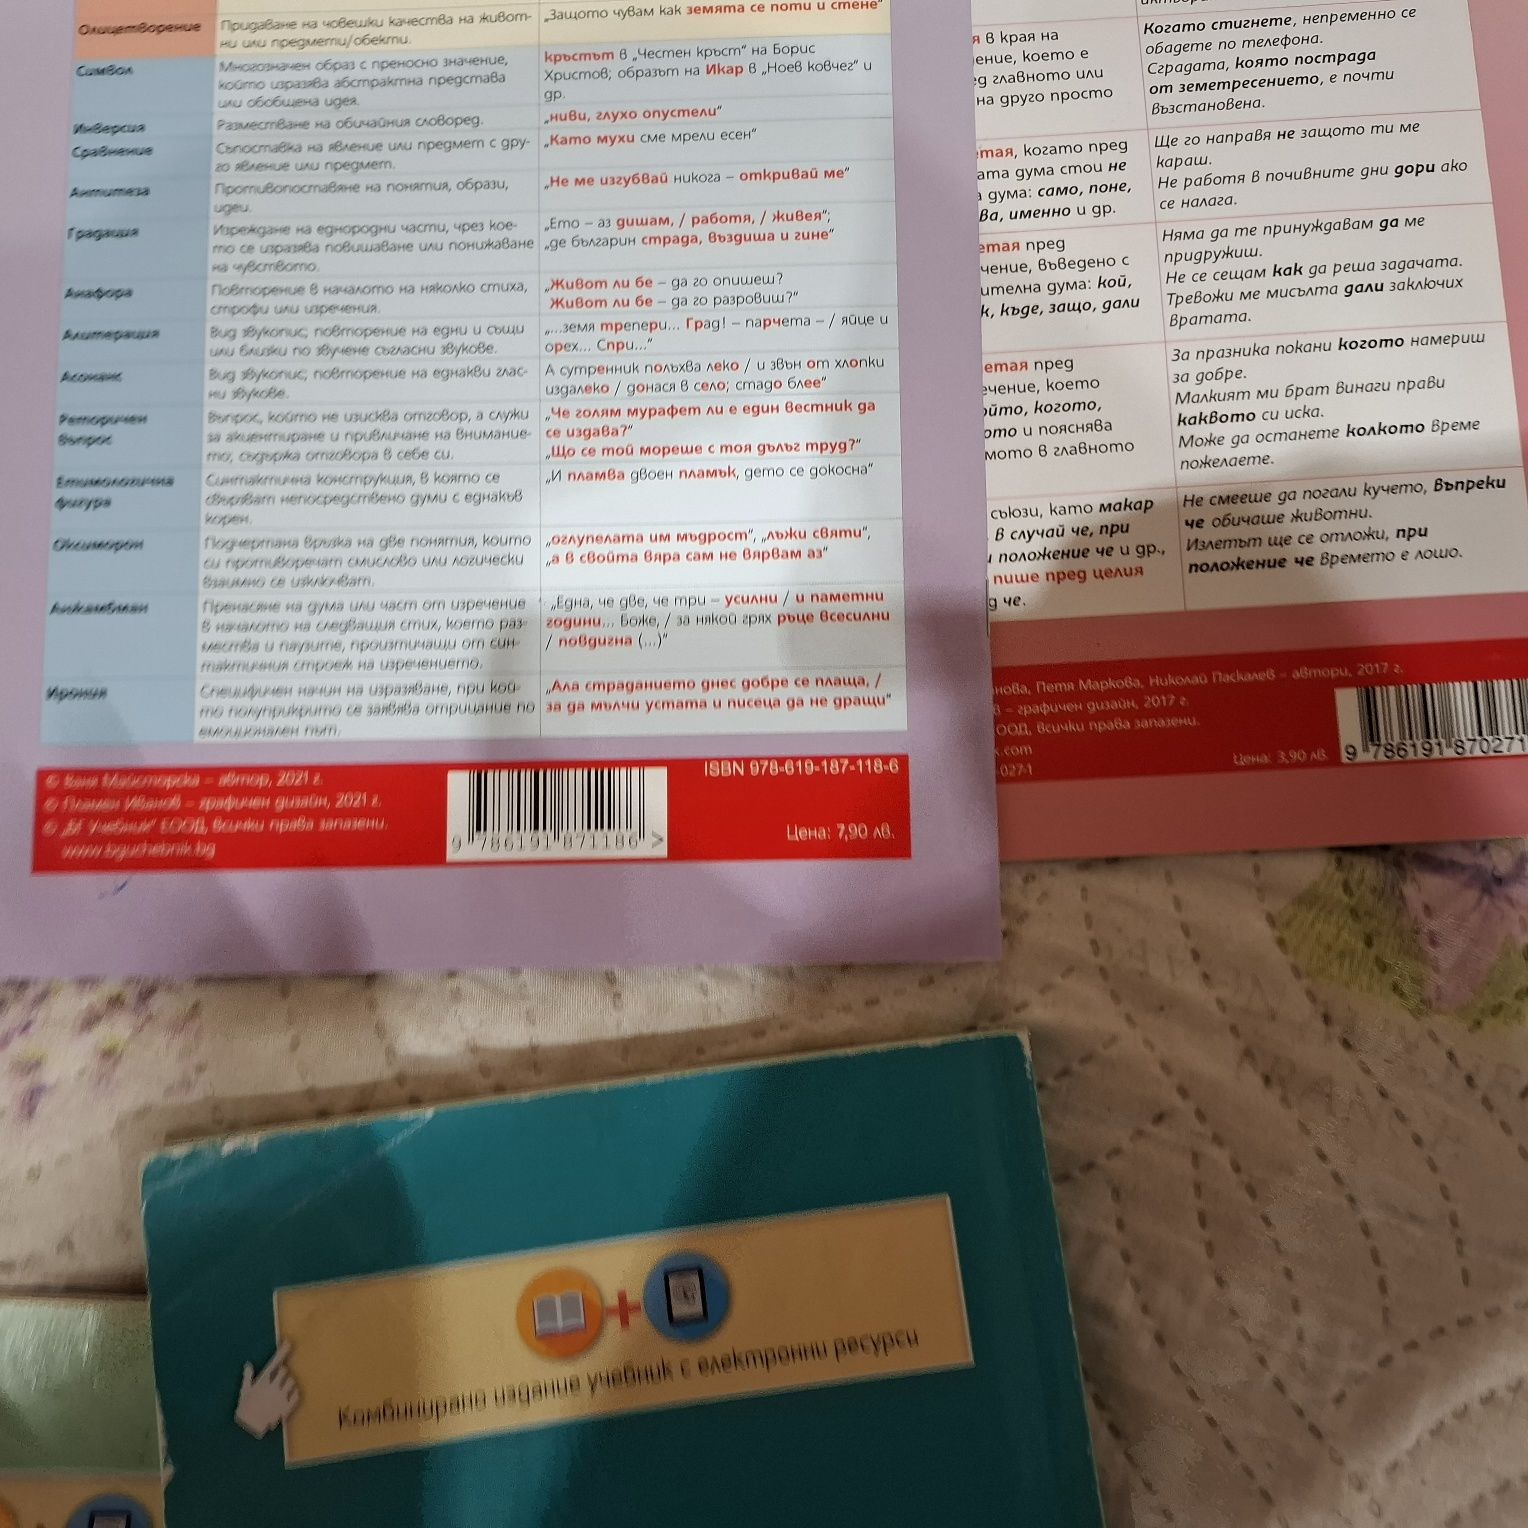 Олицетворение
Придаване на човешки качества на живот-
ни или предмети/обекти.
„Защото чувам как земята се поти и стене“
Символ
Многозначен образ с преносно значение,
който изразява абстрактна представа
или обобщена идея.
кръстът в „Честен кръст“ на Борис
Христов; образът на Икар в „Ноев ковчег“ и
др.
Инверсия
Разместване на обичайния словоред.
„ниви, глухо опустели“
Сравнение
Съпоставка на явление или предмет с дру-
го явление или предмет.
„Като мухи сме мрели есен“
Антитеза
Противопоставяне на понятия, образи,
идеи.
„Не ме изгубвай никога – откривай ме“
Градация
Изреждане на еднородни части, чрез кое-
то се изразява повишаване или понижаване
на чувството.
„Ето – аз дишам, / работя, / живея“;
„де българин страда, въздиша и гине“
Анафора
Повторение в началото на няколко стиха,
строфи или изречения.
„Живот ли бе – да го опишеш?
Живот ли бе – да го разровиш?“
Алитерация
Вид звукопис; повторение на едни и същи
или близки по звучене съгласни звукове.
„...земя трепери... Град! – парчета – / яйце и
орех... Спри...“
Асонанс
Вид звукопис; повторение на еднакви глас-
ни звукове.
А сутренник полъхва леко / и звън от хлопки
издалеко / донася в село; стадо блее“
Реторичен
въпрос
Въпрос, който не изисква отговор, а служи
за акцентиране и привличане на внимание-
то; съдържа отговора в себе си.
„Че голям мурафет ли е един вестник да
се издава?“
„Що се той мореше с тоя дълъг труд?“
Етимологична
фигура
Синтактична конструкция, в която се
свързват непосредствено думи с еднакъв
корен.
„И пламва двоен пламък, дето се докосна“
Оксиморон
Подчертана връзка на две понятия, които
си противоречат смислово или логически
взаимно се изключват.
„оглупелата им мъдрост“, „лъжи святи“,
„а в свойта вяра сам не вярвам аз“
Анжамбман
Пренасяне на дума или част от изречение
в началото на следващия стих, което раз-
мества и паузите, произтичащи от син-
тактичния строеж на изречението.
„Една, че две, че три – усилни / и паметни
години... Боже, / за някой грях ръце всесилни
/ повдигна (...)“
Ирония
Специфичен начин на изразяване, при кой-
то полуприкрито се заявява отрицание по
емоционален път.
„Ала страданието днес добре се плаща, /
за да мълчи устата и писеца да не дращи“
© Ваня Майсторска – автор, 2021 г.
© Пламен Иванов – графичен дизайн, 2021 г.
© „БГ Учебник“ ЕООД, всички права запазени.
www.bguchebnik.bg
9 786191 871186 >
ISBN 978-619-187-118-6
Цена: 7,90 лв.
я в края на
ение, което е
д главното или
на друго просто
Когато стигнете, непременно се
обадете по телефона.
Сградата, която пострада
от земетресението, е почти
възстановена.
етая, когато пред
ата дума стои не
а дума: само, поне,
ва, именно и др.
Ще го направя не защото ти ме
караш.
Не работя в почивните дни дори ако
се налага.
етая пред
чение, въведено с
ителна дума: кой,
к, къде, защо, дали
Няма да те принуждавам да ме
придружиш.
Не се сещам как да реша задачата.
Тревожи ме мисълта дали заключих
вратата.
етая пред
ечение, което
ойто, когото,
ото и пояснява
мото в главното
За празника покани когото намериш
за добре.
Малкият ми брат винаги прави
каквото си иска.
Може да останете колкото време
пожелаете.
съюзи, като макар
в случай че, при
и положение че и др.,
пише пред целия
д че.
Не смееше да погали кучето, въпреки
че обичаше животни.
Излетът ще се отложи, при
положение че времето е лошо.
нова, Петя Маркова, Николай Паскалев – автори, 2017 г.
в – графичен дизайн, 2017 г.
ООД, всички права запазени.
k.com
027-1
Цена: 3,90 лв.
9 786191 870271
Комбинирано издание учебник с електронни ресурси